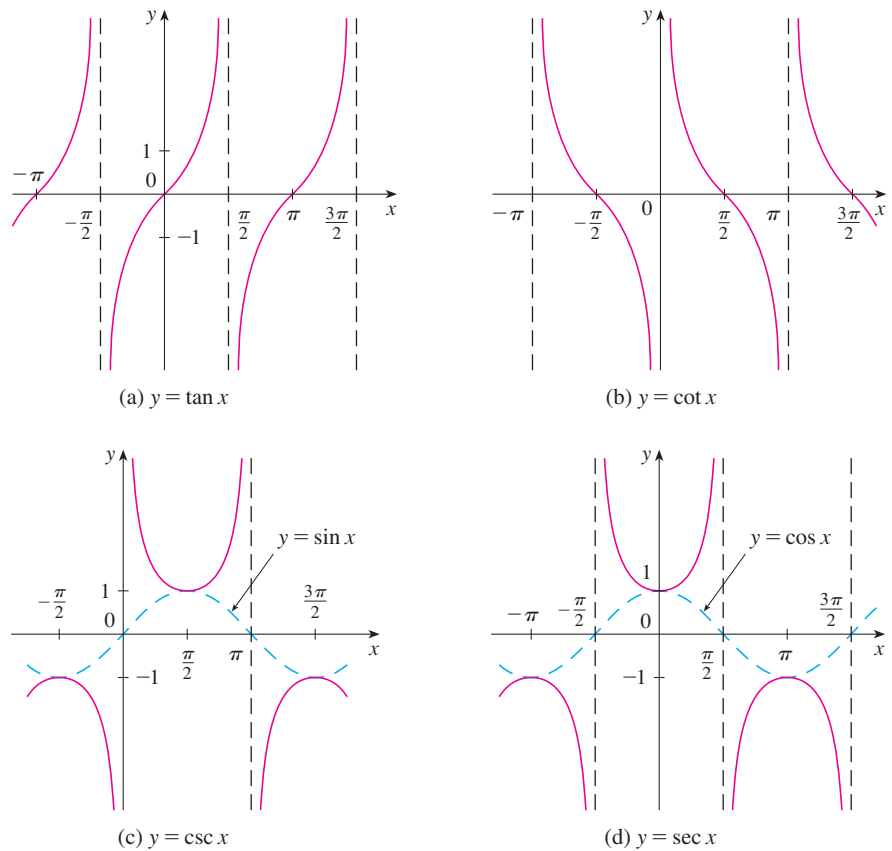 y
1
0
−π
−π/2
−1
π/2
π
3π/2
x
(a) y = tan x
y
0
−π
−π/2
π/2
π
3π/2
x
(b) y = cot x
y
y = sin x
−π/2
1
0
3π/2
π/2
π
x
−1
(c) y = csc x
y
y = cos x
1
−π
−π/2
0
3π/2
π/2
π
x
−1
(d) y = sec x